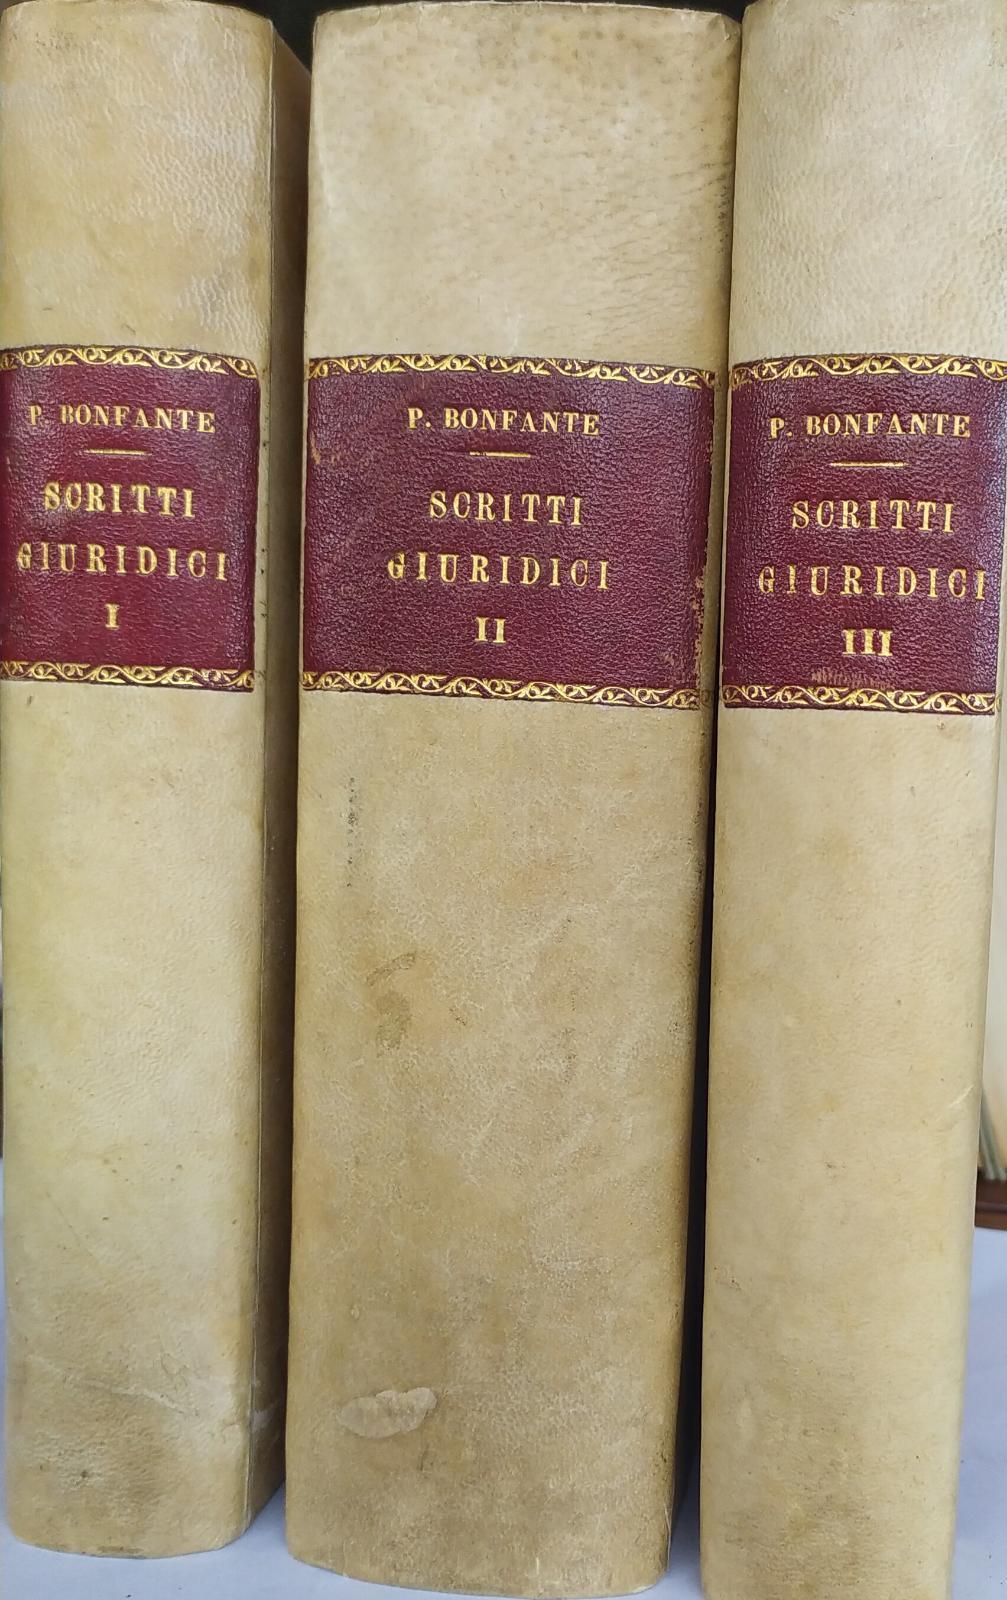 P. BONFANTE
SCRITTI
GIURIDICI
I
P. BONFANTE
SCRITTI
GIURIDICI
II
P. BONFANTE
SCRITTI
GIURIDICI
III